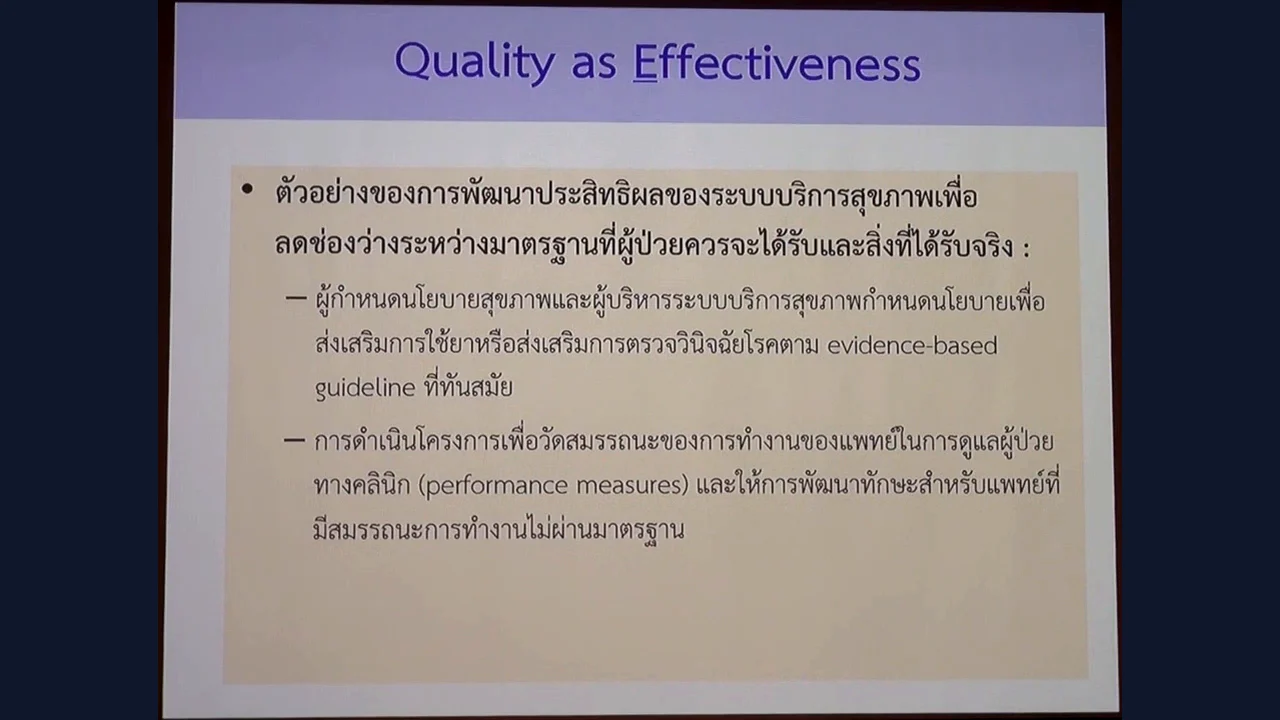 Quality as Effectiveness
• ตัวอย่างของการพัฒนาประสิทธิผลของระบบบริการสุขภาพเพื่อ
ลดช่องว่างระหว่างมาตรฐานที่ผู้ป่วยควรจะได้รับและสิ่งที่ได้รับจริง :
— ผู้กำหนดนโยบายสุขภาพและผู้บริหารระบบบริการสุขภาพกำหนดนโยบายเพื่อ
ส่งเสริมการใช้ยาหรือส่งเสริมการตรวจวินิจฉัยโรคตาม evidence-based
guideline ที่ทันสมัย
— การดำเนินโครงการเพื่อวัดสมรรถนะของการทำงานของแพทย์ในการดูแลผู้ป่วย
ทางคลินิก (performance measures) และให้การพัฒนาทักษะสำหรับแพทย์ที่
มีสมรรถนะการทำงานไม่ผ่านมาตรฐาน